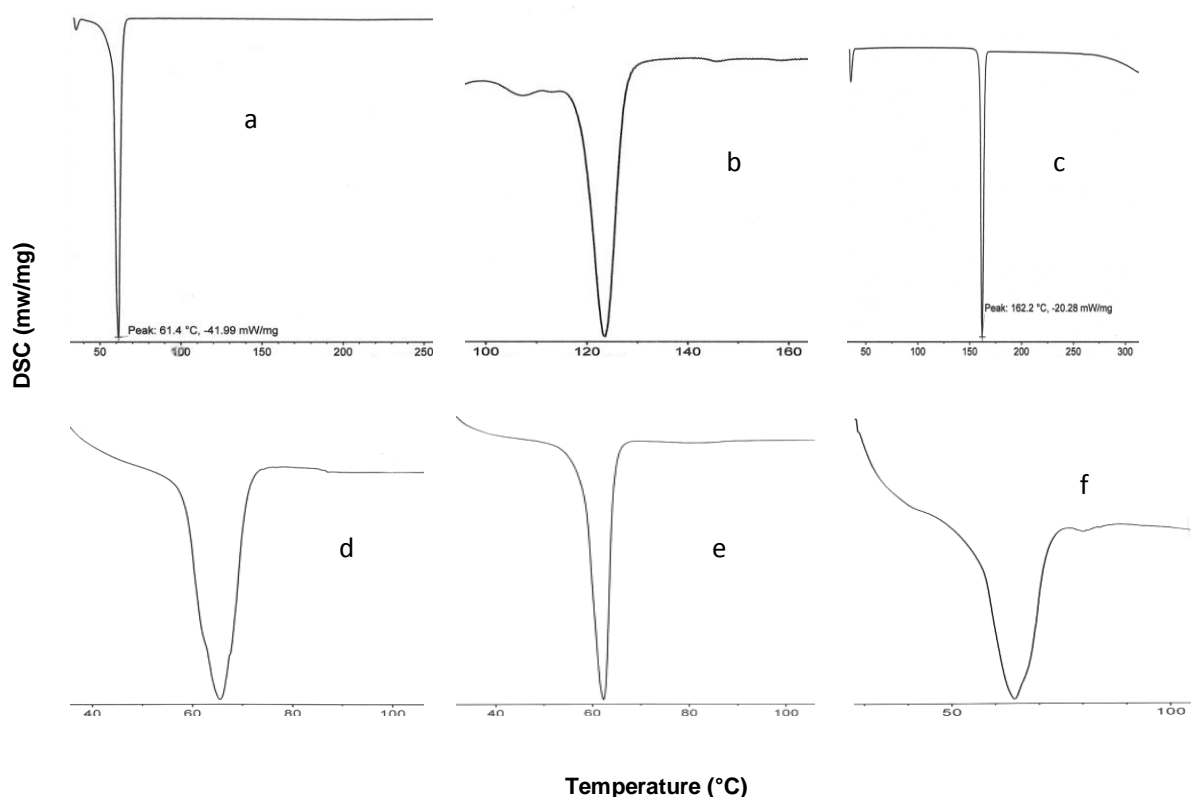 a
b
c
DSC (mw/mg)
Peak: 61.4 °C, -41.99 mW/mg
Peak: 162.2 °C, -20.28 mW/mg
50 100 150 200 250
100 120 140 160
50 100 150 200 250 300
d
e
f
40 60 80 100
40 60 80 100
50 100
Temperature (°C)